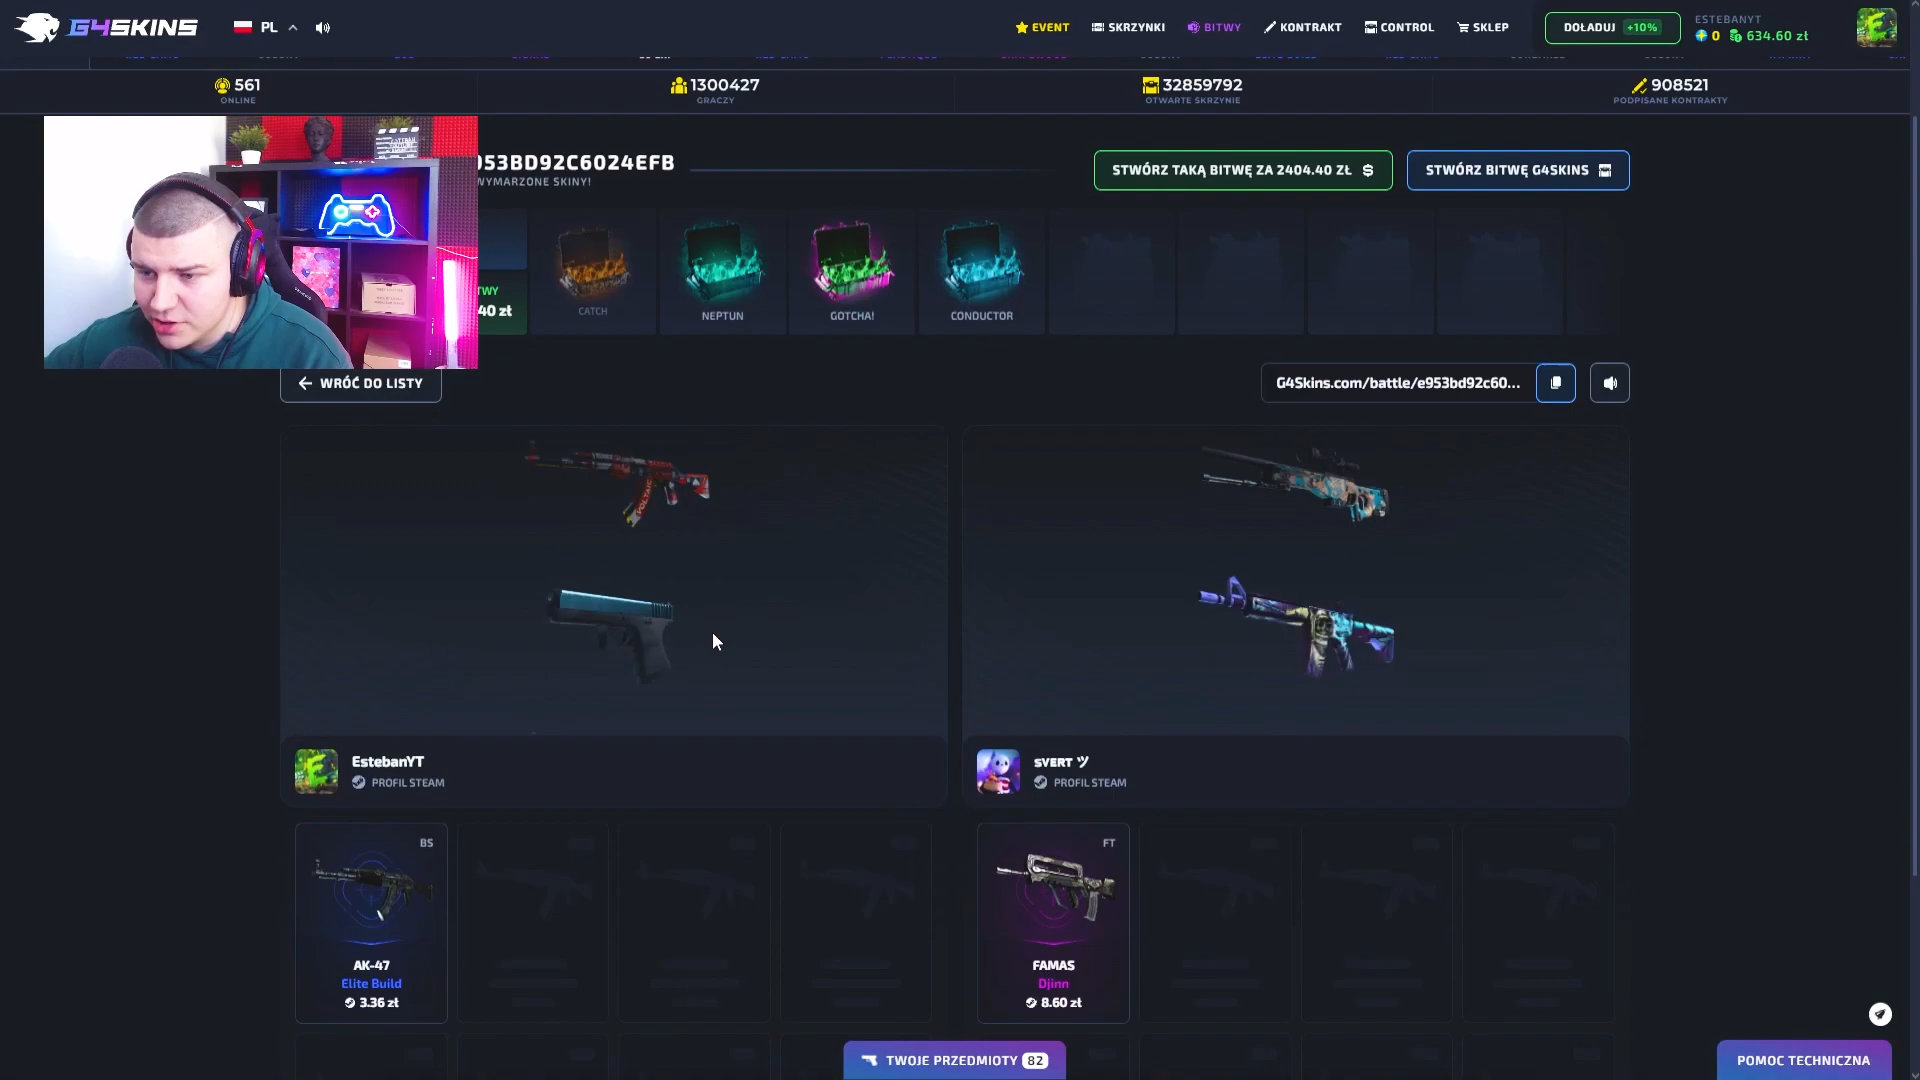 G4SKINS
PL
EVENT
SKRZYNKI
BITWY
KONTRAKT
CONTROL
SKLEP
DOŁADUJ +10%
ESTEBANYT
0 634.60 zł
561
ONLINE
1300427
GRACZY
32859792
OTWARTE SKRZYNIE
908521
PODPISANE KONTRAKTY
953BD92C6024EFB
WYMARZONE SKINY!
STWÓRZ TAKĄ BITWĘ ZA 2404.40 ZŁ $
STWÓRZ BITWĘ G4SKINS
TWY
40 zł
CATCH
NEPTUN
GOTCHA!
CONDUCTOR
WRÓĆ DO LISTY
G4Skins.com/battle/e953bd92c60...
EstebanYT
PROFIL STEAM
SVERT ツ
PROFIL STEAM
BS
AK-47
Elite Build
3.36 zł
FT
FAMAS
Djinn
8.60 zł
TWOJE PRZEDMIOTY 82
POMOC TECHNICZNA